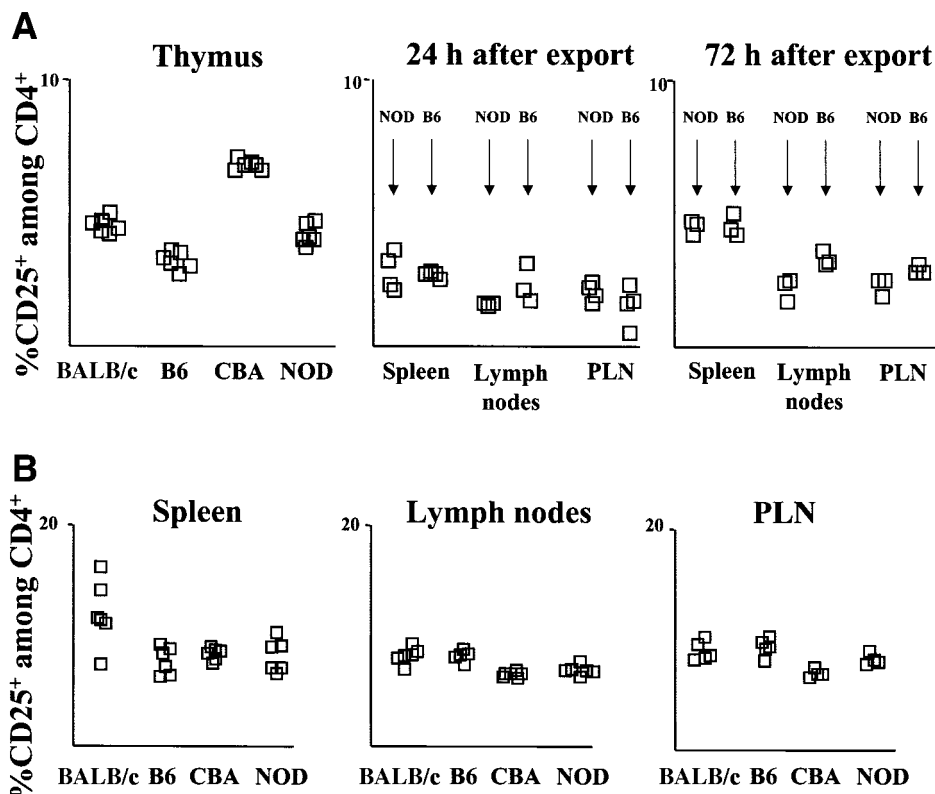 A
Thymus
24 h after export
72 h after export
%CD25+ among CD4+
10
10
10
NOD B6 NOD B6 NOD B6
NOD B6 NOD B6 NOD B6
BALB/c B6 CBA NOD
Spleen Lymph nodes PLN
Spleen Lymph nodes PLN
B
Spleen
Lymph nodes
PLN
%CD25+ among CD4+
20
20
20
BALB/c B6 CBA NOD
BALB/c B6 CBA NOD
BALB/c B6 CBA NOD